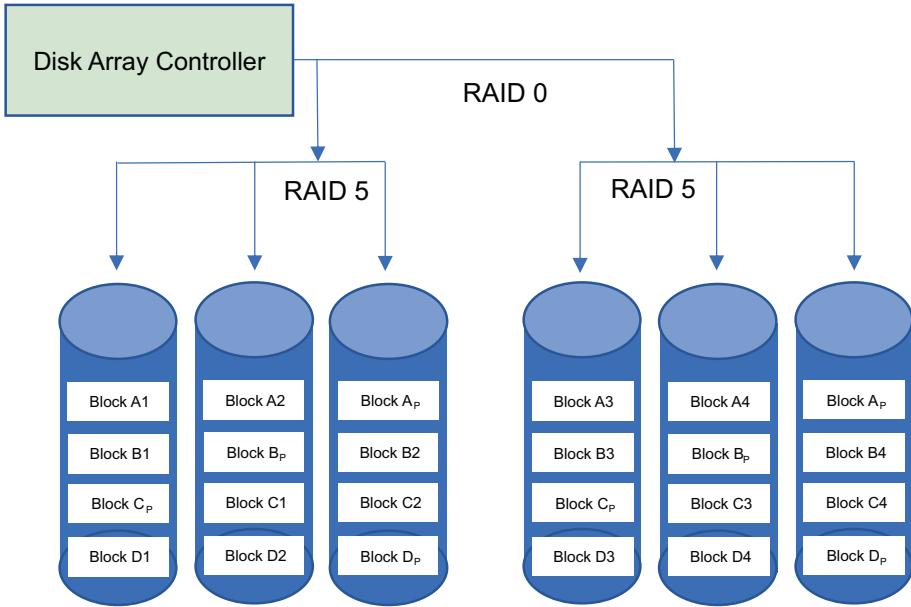 Disk Array Controller
RAID 0
RAID 5
RAID 5
Block A1
Block A2
Block Aₚ
Block A3
Block A4
Block Aₚ
Block B1
Block Bₚ
Block B2
Block B3
Block Bₚ
Block B4
Block Cₚ
Block C1
Block C2
Block Cₚ
Block C3
Block C4
Block D1
Block D2
Block Dₚ
Block D3
Block D4
Block Dₚ